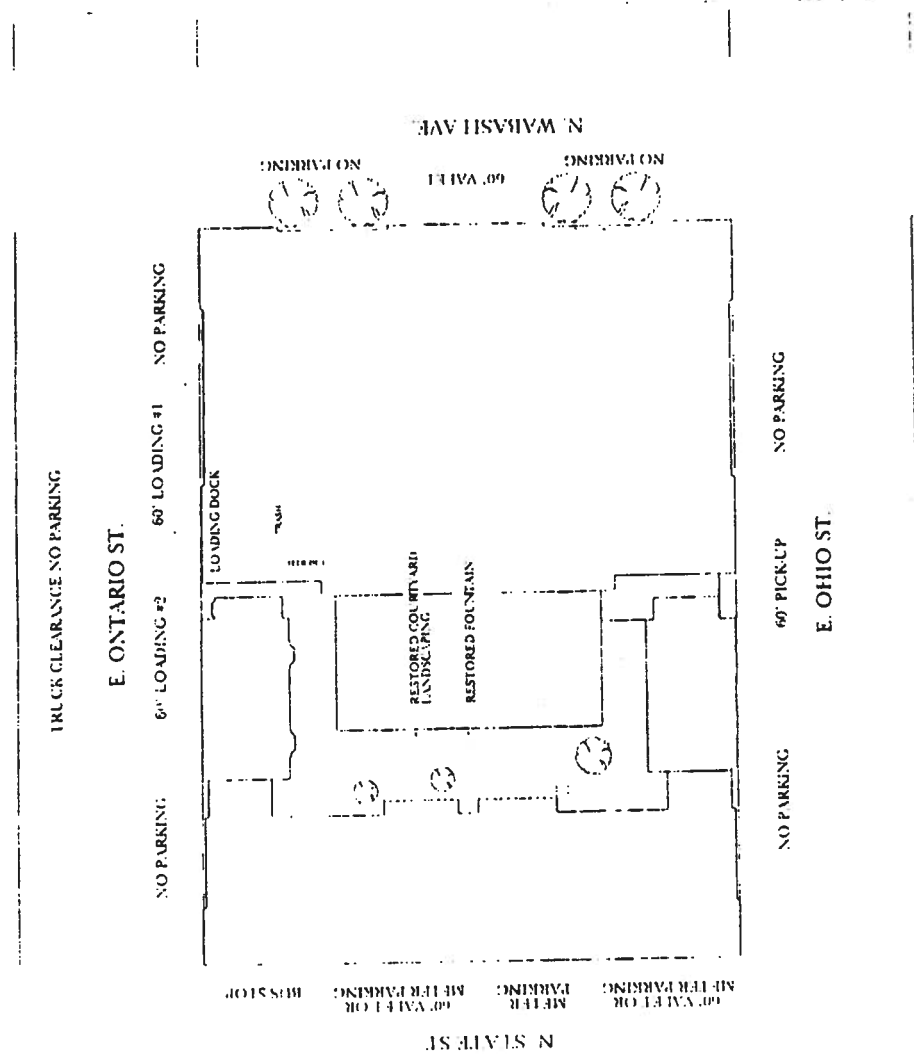 N. WABASH AVE.
NO PARKING
60' VALET
NO PARKING
TRUCK CLEARANCE NO PARKING
E. ONTARIO ST.
NO PARKING
60' LOADING #2
60' LOADING #1
NO PARKING
LOADING DOCK
TRASH
RESTORED COURTYARD
LANDSCAPING
RESTORED FOUNTAIN
NO PARKING
60' PICK-UP
NO PARKING
E. OHIO ST.
BUS STOP
60' VALET OR
METER PARKING
METER
PARKING
60' VALET OR
METER PARKING
N. STATE ST.